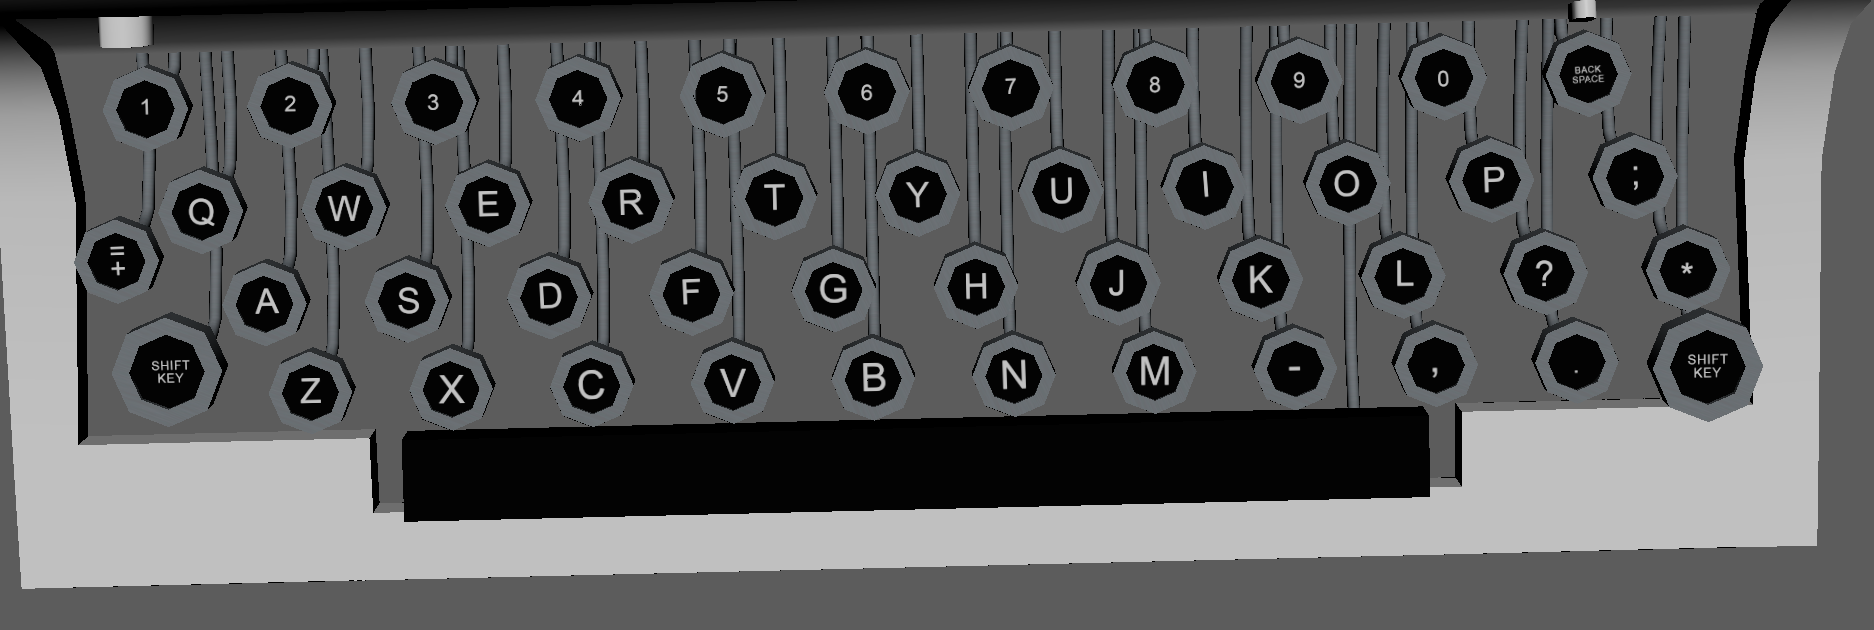 1 2 3 4 5 6 7 8 9 0 BACK SPACE
Q W E R T Y U I O P ;
= + A S D F G H J K L ? *
SHIFT KEY Z X C V B N M - , . SHIFT KEY